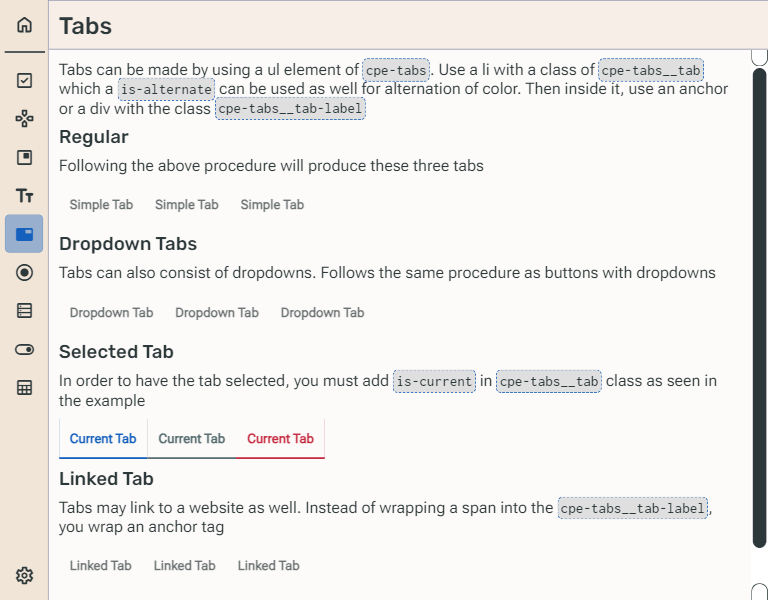 Tabs
Tabs can be made by using a ul element of cpe-tabs. Use a li with a class of cpe-tabs__tab
which a is-alternate can be used as well for alternation of color. Then inside it, use an anchor
or a div with the class cpe-tabs__tab-label
Regular
Following the above procedure will produce these three tabs
Simple Tab Simple Tab Simple Tab
Dropdown Tabs
Tabs can also consist of dropdowns. Follows the same procedure as buttons with dropdowns
Dropdown Tab Dropdown Tab Dropdown Tab
Selected Tab
In order to have the tab selected, you must add is-current in cpe-tabs__tab class as seen in
the example
Current Tab Current Tab Current Tab
Linked Tab
Tabs may link to a website as well. Instead of wrapping a span into the cpe-tabs__tab-label,
you wrap an anchor tag
Linked Tab Linked Tab Linked Tab